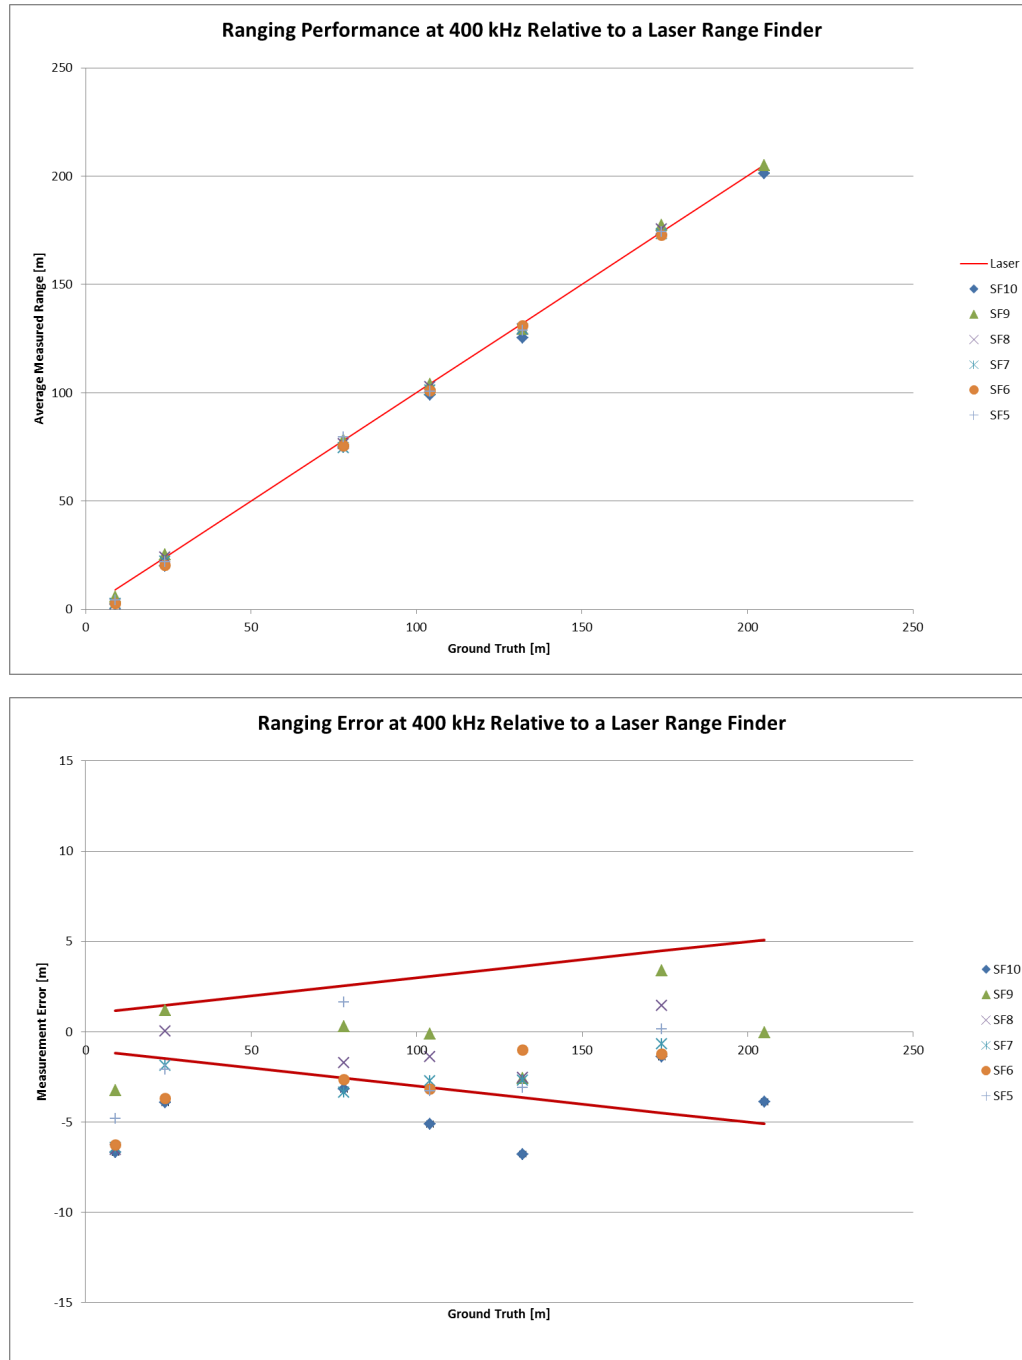 Ranging Performance at 400 kHz Relative to a Laser Range Finder
250
200
150
100
50
0
Average Measured Range [m]
0 50 100 150 200 250
Ground Truth [m]
Laser
SF10
SF9
SF8
SF7
SF6
SF5
Ranging Error at 400 kHz Relative to a Laser Range Finder
15
10
5
0
-5
-10
-15
Measurement Error [m]
0 50 100 150 200 250
Ground Truth [m]
SF10
SF9
SF8
SF7
SF6
SF5